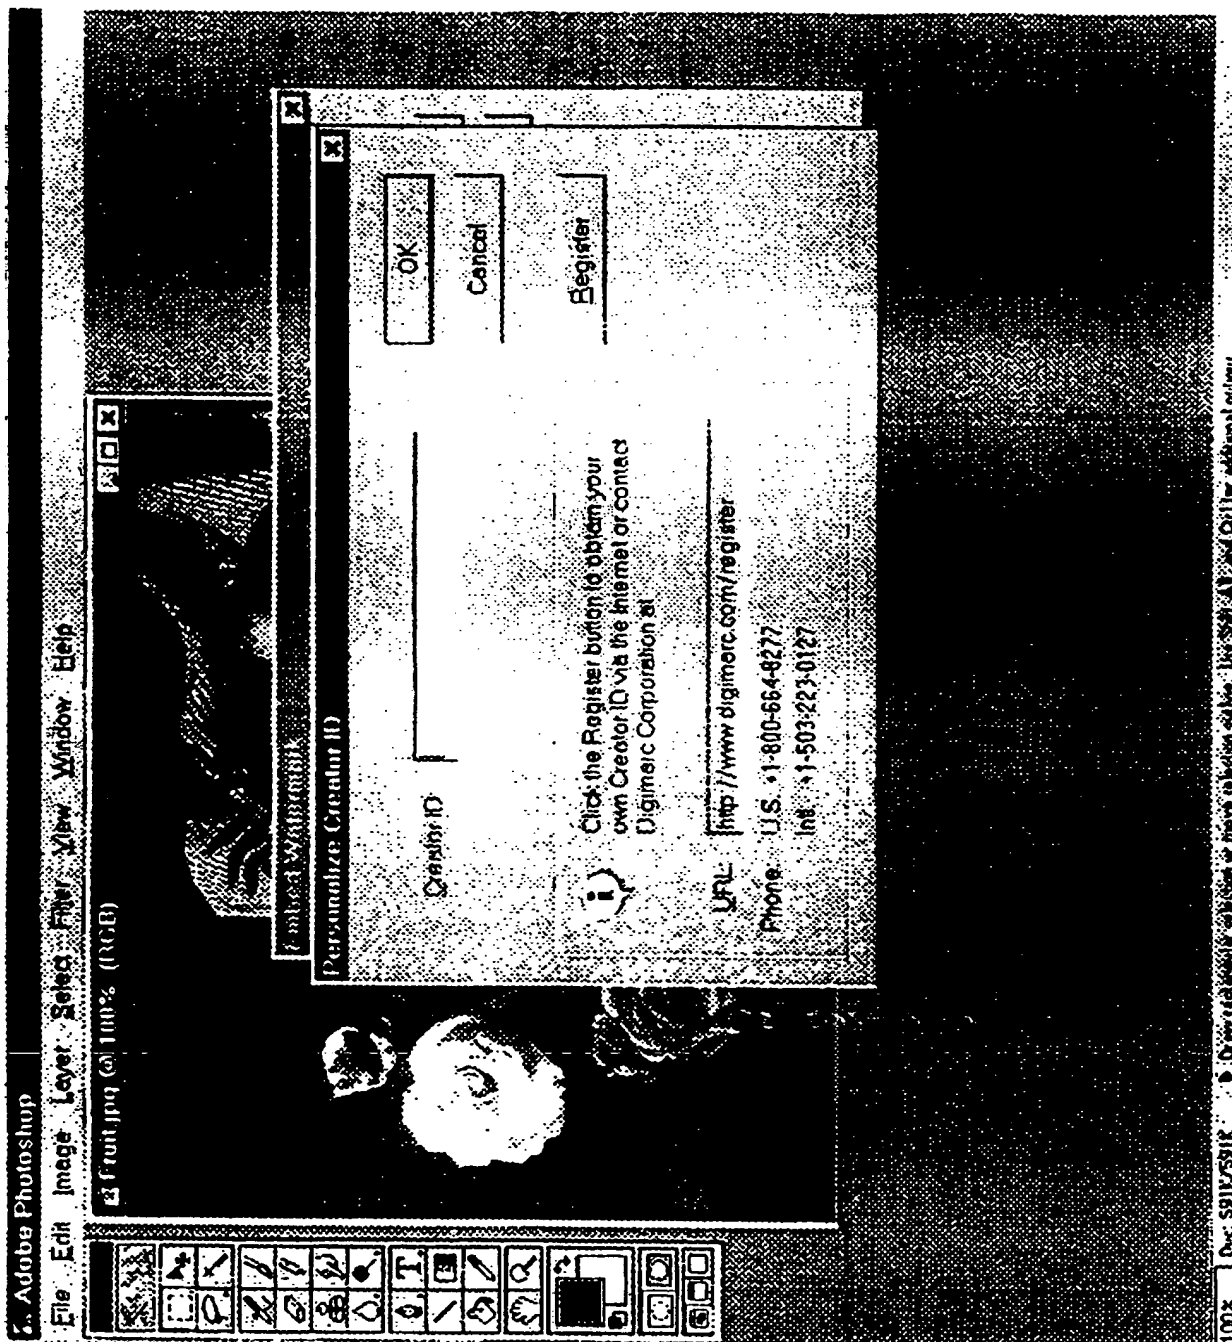 Adobe Photoshop
File Edit Image Layer Select Filter View Window Help
Fruit.jpg @ 100% (RGB)
Embed Watermark
Personalize Creator ID
Creator ID:
OK
Cancel
Register
Click the Register button to obtain your
own Creator ID via the Internet or contact
Digimarc Corporation at
URL: http://www.digimarc.com/register
Phone: U.S. +1-800-664-8277
Intl. +1-503-223-0127